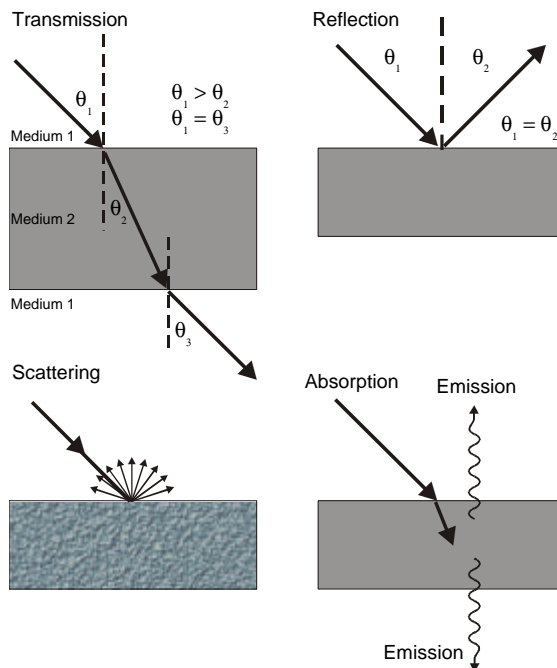 Transmission
θ1
θ1 > θ2
θ1 = θ3
Medium 1
θ2
Medium 2
Medium 1
θ3
Reflection
θ1
θ2
θ1 = θ2
Scattering
Absorption
Emission
Emission